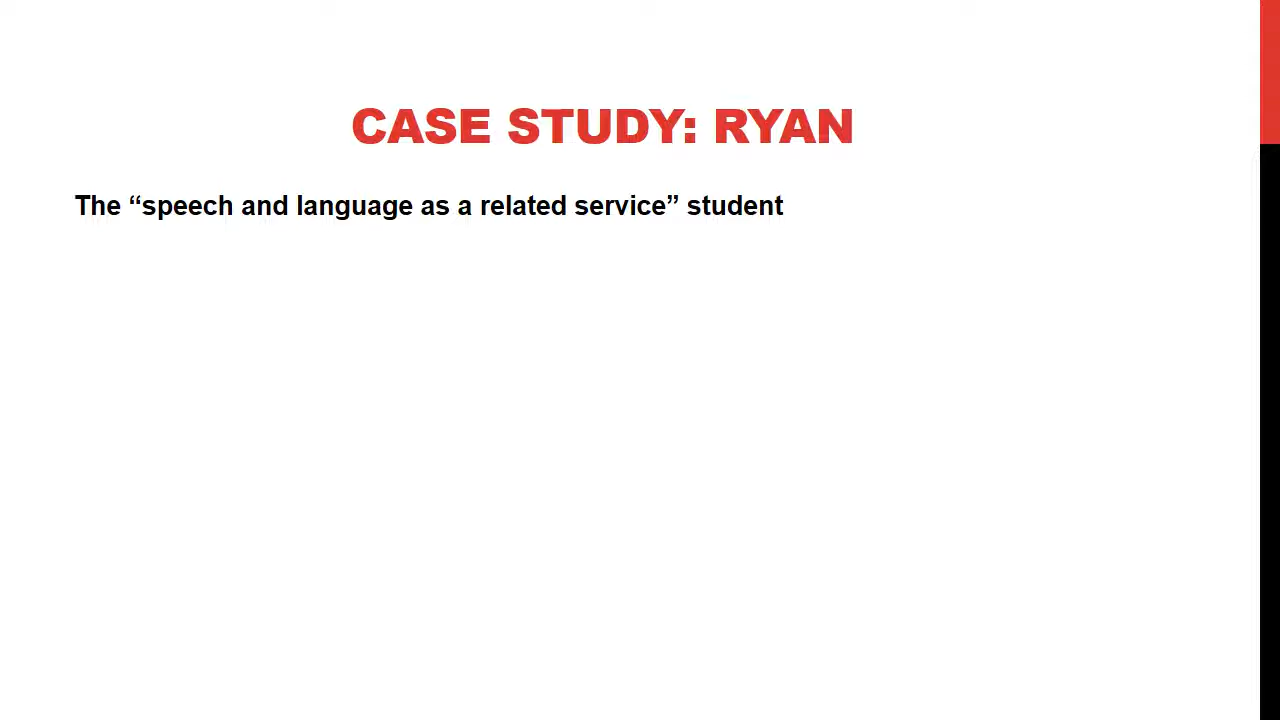 CASE STUDY: RYAN
The “speech and language as a related service” student